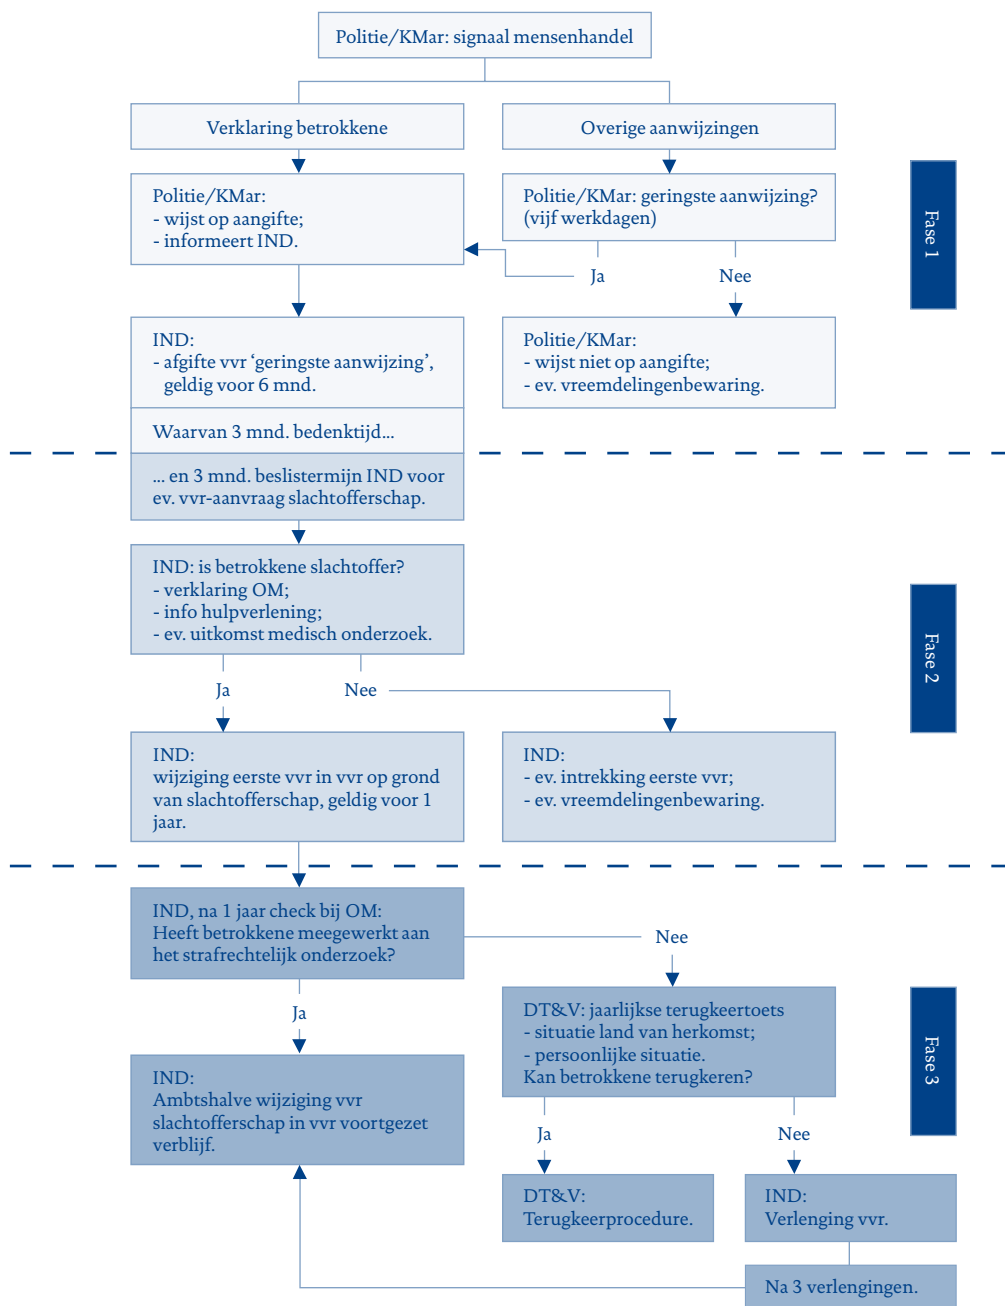 Politie/KMar: signaal mensenhandel
Verklaring betrokkene
Overige aanwijzingen
Politie/KMar:
- wijst op aangifte;
- informeert IND.
Politie/KMar: geringste aanwijzing?
(vijf werkdagen)
Ja
Nee
Fase 1
IND:
- afgifte vvr ‘geringste aanwijzing’,
geldig voor 6 mnd.
Politie/KMar:
- wijst niet op aangifte;
- ev. vreemdelingenbewaring.
Waarvan 3 mnd. bedenktijd...
... en 3 mnd. beslistermijn IND voor
ev. vvr-aanvraag slachtofferschap.
IND: is betrokkene slachtoffer?
- verklaring OM;
- info hulpverlening;
- ev. uitkomst medisch onderzoek.
Fase 2
Ja
Nee
IND:
wijziging eerste vvr in vvr op grond
van slachtofferschap, geldig voor 1
jaar.
IND:
- ev. intrekking eerste vvr;
- ev. vreemdelingenbewaring.
IND, na 1 jaar check bij OM:
Heeft betrokkene meegewerkt aan
het strafrechtelijk onderzoek?
Nee
Ja
DT&V: jaarlijkse terugkeertoets
- situatie land van herkomst;
- persoonlijke situatie.
Kan betrokkene terugkeren?
Fase 3
IND:
Ambtshalve wijziging vvr
slachtofferschap in vvr voortgezet
verblijf.
Ja
Nee
DT&V:
Terugkeerprocedure.
IND:
Verlenging vvr.
Na 3 verlengingen.